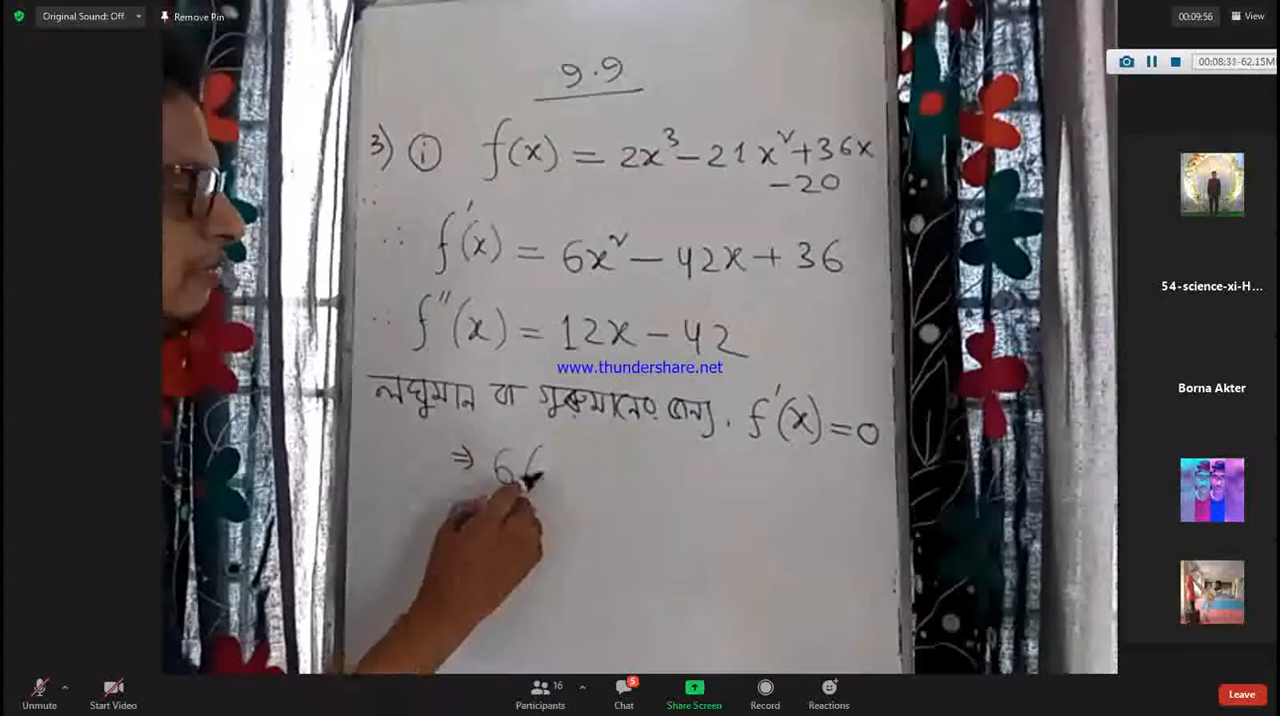 Original Sound: Off
Remove Pin
00:09:56
View
00:08:31-62.15M
9.9
3) i f(x) = 2x³ - 21x² + 36x
- 20
∴ f'(x) = 6x² - 42x + 36
∴ f''(x) = 12x - 42
www.thundershare.net
লঘুমান বা গুরুমানের জন্য, f'(x) = 0
⇒ 6(
54-science-xi-H...
Borna Akter
Unmute
Start Video
16
Participants
5
Chat
Share Screen
Record
Reactions
Leave